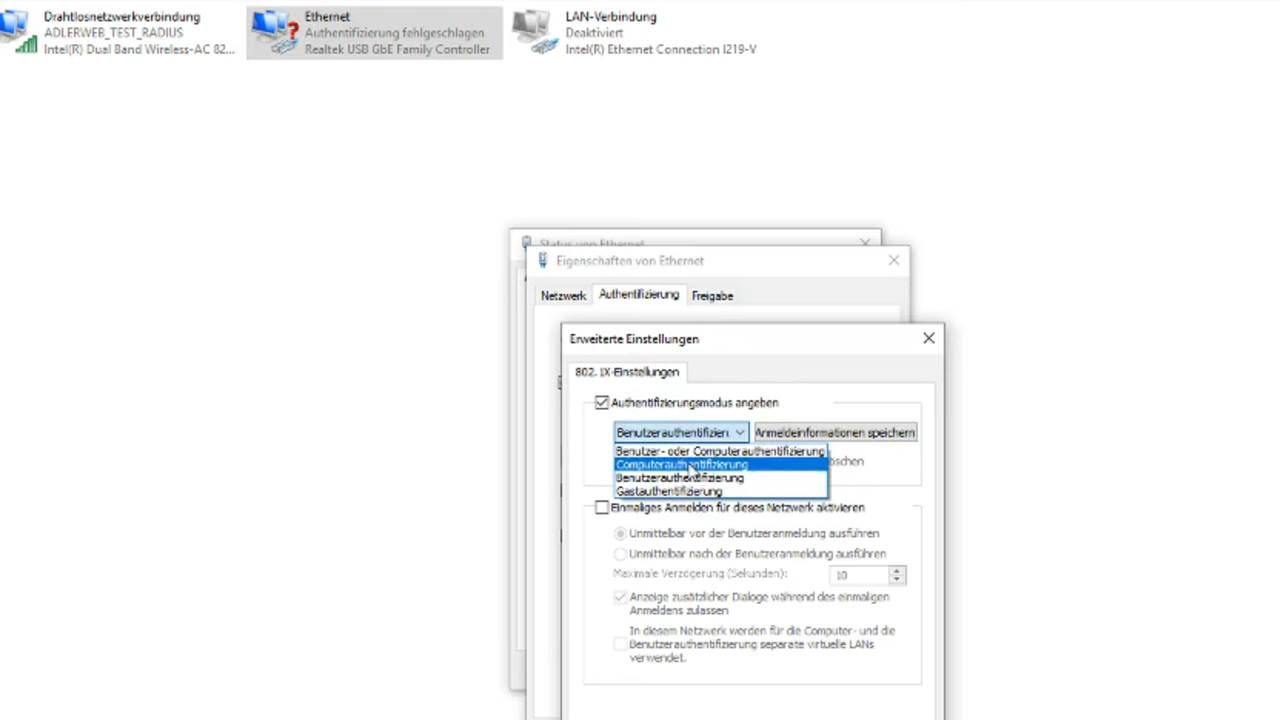 Drahtlosnetzwerkverbindung
ADLERWEB_TEST_RADIUS
Intel(R) Dual Band Wireless-AC 82...
Ethernet
Authentifizierung fehlgeschlagen
Realtek USB GbE Family Controller
LAN-Verbindung
Deaktiviert
Intel(R) Ethernet Connection I219-V
Status von Ethernet
Eigenschaften von Ethernet
Netzwerk Authentifizierung Freigabe
Erweiterte Einstellungen
802.1X-Einstellungen
Authentifizierungsmodus angeben
Benutzerauthentifizieru Anmeldeinformationen speichern
Benutzer- oder Computerauthentifizierung
Computerauthentifizierung
Benutzerauthentifizierung
Gastauthentifizierung
Einmaliges Anmelden für dieses Netzwerk aktivieren
Unmittelbar vor der Benutzeranmeldung ausführen
Unmittelbar nach der Benutzeranmeldung ausführen
Maximale Verzögerung (Sekunden): 10
Anzeige zusätzlicher Dialoge während des einmaligen
Anmeldens zulassen
In diesem Netzwerk werden für die Computer- und die
Benutzerauthentifizierung separate virtuelle LANs
verwendet.